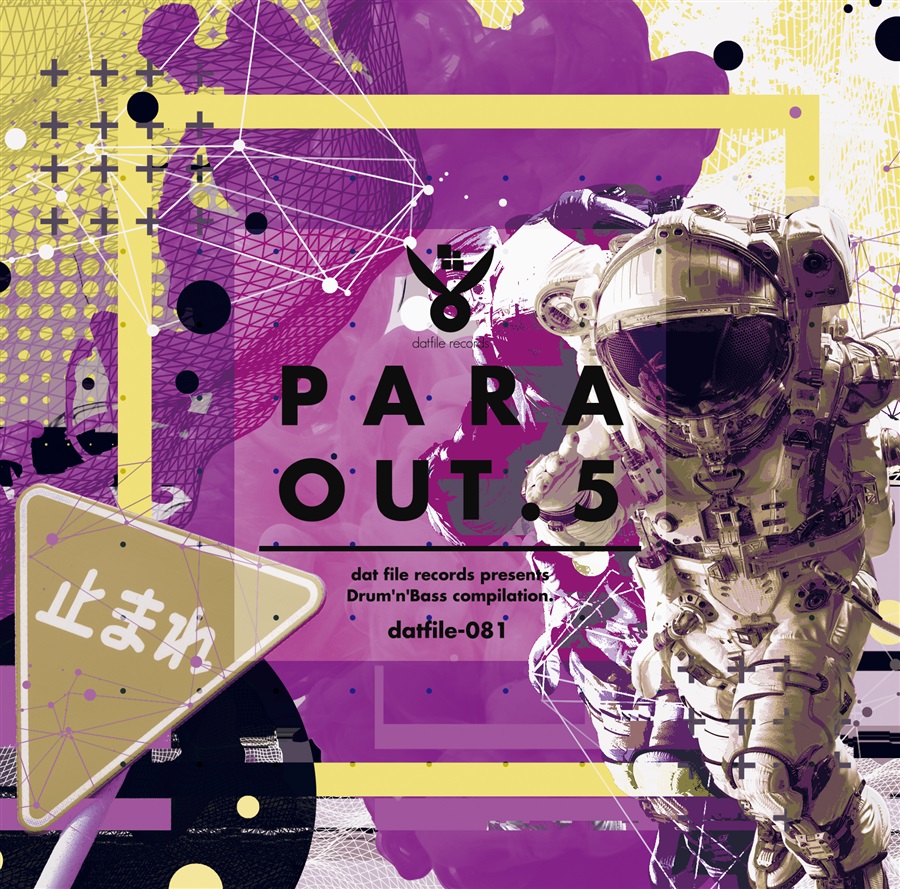 datfile records
PARA
OUT.5
dat file records presents
Drum'n'Bass compilation.
datfile-081
止まれ